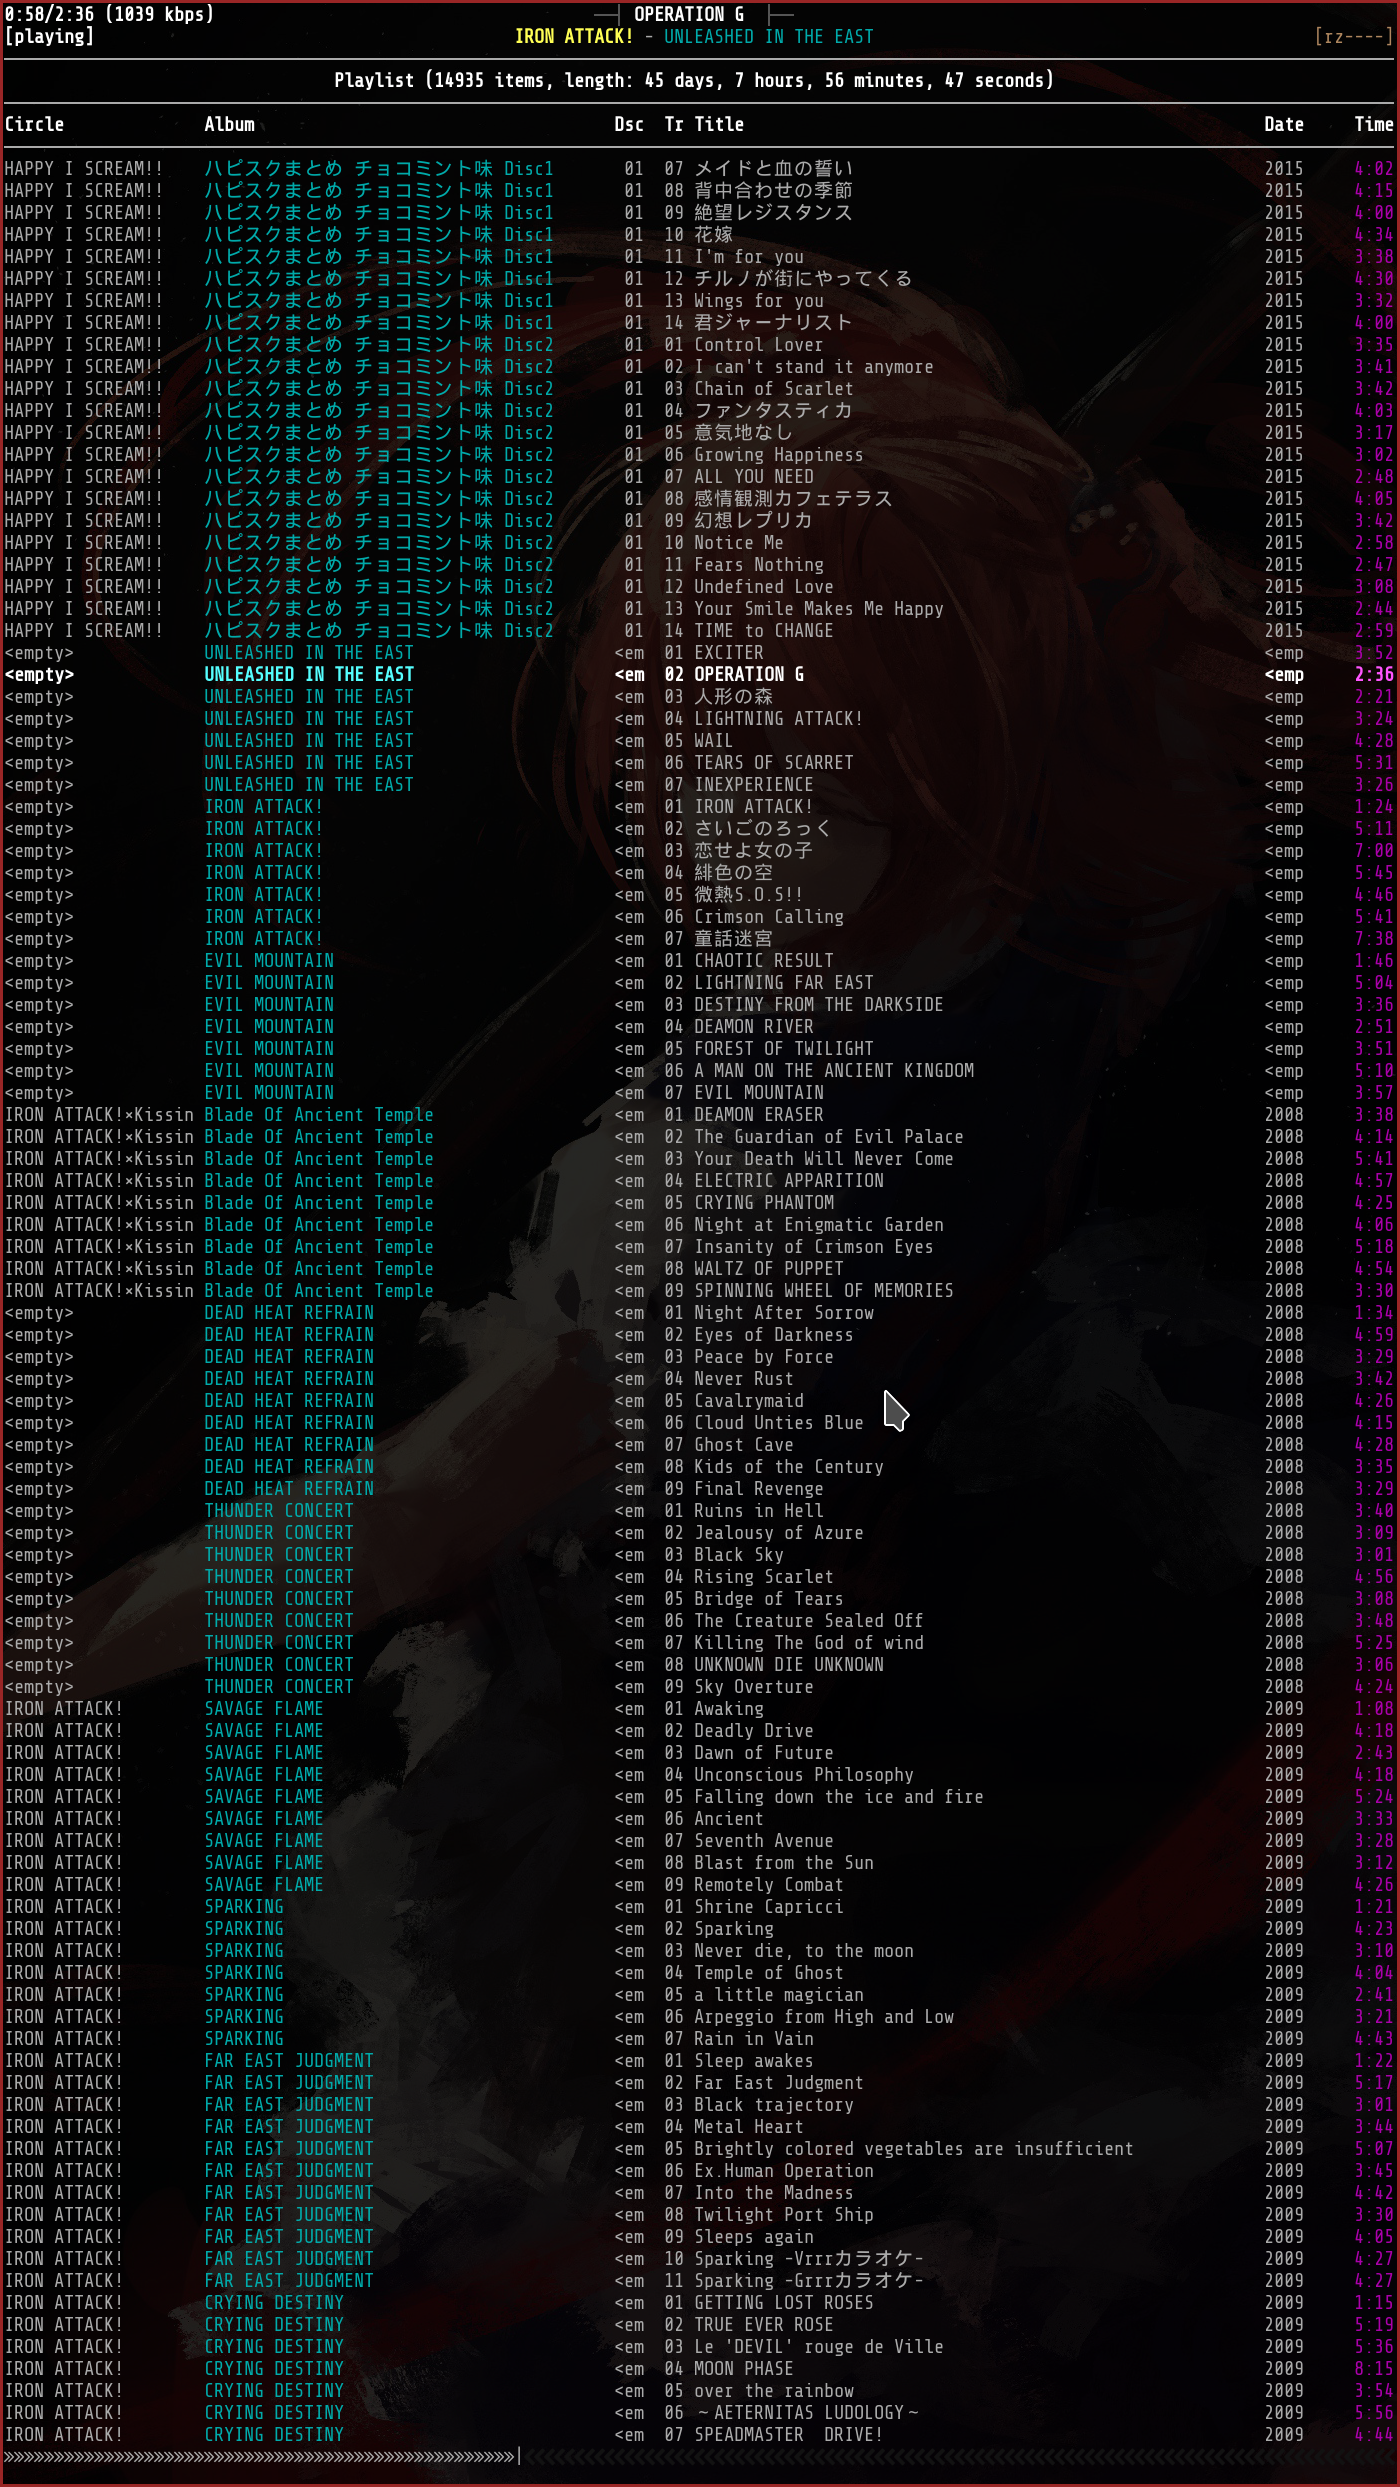 0:58/2:36 (1039 kbps) OPERATION G
[playing] IRON ATTACK! - UNLEASHED IN THE EAST [rz----]
Playlist (14935 items, length: 45 days, 7 hours, 56 minutes, 47 seconds)
Circle Album Dsc Tr Title Date Time
HAPPY I SCREAM!! ハピスクまとめ チョコミント味 Disc1 01 07 メイドと血の誓い 2015 4:02
HAPPY I SCREAM!! ハピスクまとめ チョコミント味 Disc1 01 08 背中合わせの季節 2015 4:15
HAPPY I SCREAM!! ハピスクまとめ チョコミント味 Disc1 01 09 絶望レジスタンス 2015 4:00
HAPPY I SCREAM!! ハピスクまとめ チョコミント味 Disc1 01 10 花嫁 2015 4:34
HAPPY I SCREAM!! ハピスクまとめ チョコミント味 Disc1 01 11 I'm for you 2015 3:38
HAPPY I SCREAM!! ハピスクまとめ チョコミント味 Disc1 01 12 チルノが街にやってくる 2015 4:30
HAPPY I SCREAM!! ハピスクまとめ チョコミント味 Disc1 01 13 Wings for you 2015 3:32
HAPPY I SCREAM!! ハピスクまとめ チョコミント味 Disc1 01 14 君ジャーナリスト 2015 4:00
HAPPY I SCREAM!! ハピスクまとめ チョコミント味 Disc2 01 01 Control Lover 2015 3:35
HAPPY I SCREAM!! ハピスクまとめ チョコミント味 Disc2 01 02 I can't stand it anymore 2015 3:41
HAPPY I SCREAM!! ハピスクまとめ チョコミント味 Disc2 01 03 Chain of Scarlet 2015 3:42
HAPPY I SCREAM!! ハピスクまとめ チョコミント味 Disc2 01 04 ファンタスティカ 2015 4:03
HAPPY I SCREAM!! ハピスクまとめ チョコミント味 Disc2 01 05 意気地なし 2015 3:17
HAPPY I SCREAM!! ハピスクまとめ チョコミント味 Disc2 01 06 Growing Happiness 2015 3:02
HAPPY I SCREAM!! ハピスクまとめ チョコミント味 Disc2 01 07 ALL YOU NEED 2015 2:48
HAPPY I SCREAM!! ハピスクまとめ チョコミント味 Disc2 01 08 感情観測カフェテラス 2015 4:05
HAPPY I SCREAM!! ハピスクまとめ チョコミント味 Disc2 01 09 幻想レプリカ 2015 3:42
HAPPY I SCREAM!! ハピスクまとめ チョコミント味 Disc2 01 10 Notice Me 2015 2:58
HAPPY I SCREAM!! ハピスクまとめ チョコミント味 Disc2 01 11 Fears Nothing 2015 2:47
HAPPY I SCREAM!! ハピスクまとめ チョコミント味 Disc2 01 12 Undefined Love 2015 3:08
HAPPY I SCREAM!! ハピスクまとめ チョコミント味 Disc2 01 13 Your Smile Makes Me Happy 2015 2:44
HAPPY I SCREAM!! ハピスクまとめ チョコミント味 Disc2 01 14 TIME to CHANGE 2015 2:59
<empty> UNLEASHED IN THE EAST <em 01 EXCITER <emp 3:52
<empty> UNLEASHED IN THE EAST <em 02 OPERATION G <emp 2:36
<empty> UNLEASHED IN THE EAST <em 03 人形の森 <emp 2:21
<empty> UNLEASHED IN THE EAST <em 04 LIGHTNING ATTACK! <emp 3:24
<empty> UNLEASHED IN THE EAST <em 05 WAIL <emp 4:28
<empty> UNLEASHED IN THE EAST <em 06 TEARS OF SCARRET <emp 5:31
<empty> UNLEASHED IN THE EAST <em 07 INEXPERIENCE <emp 3:26
<empty> IRON ATTACK! <em 01 IRON ATTACK! <emp 1:24
<empty> IRON ATTACK! <em 02 さいごのろっく <emp 5:11
<empty> IRON ATTACK! <em 03 恋せよ女の子 <emp 7:00
<empty> IRON ATTACK! <em 04 緋色の空 <emp 5:45
<empty> IRON ATTACK! <em 05 微熱S.O.S!! <emp 4:46
<empty> IRON ATTACK! <em 06 Crimson Calling <emp 5:41
<empty> IRON ATTACK! <em 07 童話迷宮 <emp 7:38
<empty> EVIL MOUNTAIN <em 01 CHAOTIC RESULT <emp 1:46
<empty> EVIL MOUNTAIN <em 02 LIGHTNING FAR EAST <emp 5:04
<empty> EVIL MOUNTAIN <em 03 DESTINY FROM THE DARKSIDE <emp 3:36
<empty> EVIL MOUNTAIN <em 04 DEAMON RIVER <emp 2:51
<empty> EVIL MOUNTAIN <em 05 FOREST OF TWILIGHT <emp 3:51
<empty> EVIL MOUNTAIN <em 06 A MAN ON THE ANCIENT KINGDOM <emp 5:10
<empty> EVIL MOUNTAIN <em 07 EVIL MOUNTAIN <emp 3:57
IRON ATTACK!×Kissin Blade Of Ancient Temple <em 01 DEAMON ERASER 2008 3:38
IRON ATTACK!×Kissin Blade Of Ancient Temple <em 02 The Guardian of Evil Palace 2008 4:14
IRON ATTACK!×Kissin Blade Of Ancient Temple <em 03 Your Death Will Never Come 2008 5:41
IRON ATTACK!×Kissin Blade Of Ancient Temple <em 04 ELECTRIC APPARITION 2008 4:57
IRON ATTACK!×Kissin Blade Of Ancient Temple <em 05 CRYING PHANTOM 2008 4:25
IRON ATTACK!×Kissin Blade Of Ancient Temple <em 06 Night at Enigmatic Garden 2008 4:06
IRON ATTACK!×Kissin Blade Of Ancient Temple <em 07 Insanity of Crimson Eyes 2008 5:18
IRON ATTACK!×Kissin Blade Of Ancient Temple <em 08 WALTZ OF PUPPET 2008 4:54
IRON ATTACK!×Kissin Blade Of Ancient Temple <em 09 SPINNING WHEEL OF MEMORIES 2008 3:30
<empty> DEAD HEAT REFRAIN <em 01 Night After Sorrow 2008 1:34
<empty> DEAD HEAT REFRAIN <em 02 Eyes of Darkness 2008 4:59
<empty> DEAD HEAT REFRAIN <em 03 Peace by Force 2008 3:29
<empty> DEAD HEAT REFRAIN <em 04 Never Rust 2008 3:42
<empty> DEAD HEAT REFRAIN <em 05 Cavalrymaid 2008 4:26
<empty> DEAD HEAT REFRAIN <em 06 Cloud Unties Blue 2008 4:15
<empty> DEAD HEAT REFRAIN <em 07 Ghost Cave 2008 4:28
<empty> DEAD HEAT REFRAIN <em 08 Kids of the Century 2008 3:35
<empty> DEAD HEAT REFRAIN <em 09 Final Revenge 2008 3:29
<empty> THUNDER CONCERT <em 01 Ruins in Hell 2008 3:40
<empty> THUNDER CONCERT <em 02 Jealousy of Azure 2008 3:09
<empty> THUNDER CONCERT <em 03 Black Sky 2008 3:01
<empty> THUNDER CONCERT <em 04 Rising Scarlet 2008 4:56
<empty> THUNDER CONCERT <em 05 Bridge of Tears 2008 3:08
<empty> THUNDER CONCERT <em 06 The Creature Sealed Off 2008 3:48
<empty> THUNDER CONCERT <em 07 Killing The God of wind 2008 5:25
<empty> THUNDER CONCERT <em 08 UNKNOWN DIE UNKNOWN 2008 3:06
<empty> THUNDER CONCERT <em 09 Sky Overture 2008 4:24
IRON ATTACK! SAVAGE FLAME <em 01 Awaking 2009 1:08
IRON ATTACK! SAVAGE FLAME <em 02 Deadly Drive 2009 4:18
IRON ATTACK! SAVAGE FLAME <em 03 Dawn of Future 2009 2:43
IRON ATTACK! SAVAGE FLAME <em 04 Unconscious Philosophy 2009 4:18
IRON ATTACK! SAVAGE FLAME <em 05 Falling down the ice and fire 2009 5:24
IRON ATTACK! SAVAGE FLAME <em 06 Ancient 2009 3:33
IRON ATTACK! SAVAGE FLAME <em 07 Seventh Avenue 2009 3:28
IRON ATTACK! SAVAGE FLAME <em 08 Blast from the Sun 2009 3:12
IRON ATTACK! SAVAGE FLAME <em 09 Remotely Combat 2009 4:26
IRON ATTACK! SPARKING <em 01 Shrine Capricci 2009 1:21
IRON ATTACK! SPARKING <em 02 Sparking 2009 4:23
IRON ATTACK! SPARKING <em 03 Never die, to the moon 2009 3:10
IRON ATTACK! SPARKING <em 04 Temple of Ghost 2009 4:04
IRON ATTACK! SPARKING <em 05 a little magician 2009 2:41
IRON ATTACK! SPARKING <em 06 Arpeggio from High and Low 2009 3:21
IRON ATTACK! SPARKING <em 07 Rain in Vain 2009 4:43
IRON ATTACK! FAR EAST JUDGMENT <em 01 Sleep awakes 2009 1:22
IRON ATTACK! FAR EAST JUDGMENT <em 02 Far East Judgment 2009 5:17
IRON ATTACK! FAR EAST JUDGMENT <em 03 Black trajectory 2009 3:01
IRON ATTACK! FAR EAST JUDGMENT <em 04 Metal Heart 2009 3:44
IRON ATTACK! FAR EAST JUDGMENT <em 05 Brightly colored vegetables are insufficient 2009 5:07
IRON ATTACK! FAR EAST JUDGMENT <em 06 Ex.Human Operation 2009 3:45
IRON ATTACK! FAR EAST JUDGMENT <em 07 Into the Madness 2009 4:42
IRON ATTACK! FAR EAST JUDGMENT <em 08 Twilight Port Ship 2009 3:30
IRON ATTACK! FAR EAST JUDGMENT <em 09 Sleeps again 2009 4:05
IRON ATTACK! FAR EAST JUDGMENT <em 10 Sparking -Vrrrカラオケ- 2009 4:27
IRON ATTACK! FAR EAST JUDGMENT <em 11 Sparking -Grrrカラオケ- 2009 4:27
IRON ATTACK! CRYING DESTINY <em 01 GETTING LOST ROSES 2009 1:15
IRON ATTACK! CRYING DESTINY <em 02 TRUE EVER ROSE 2009 5:19
IRON ATTACK! CRYING DESTINY <em 03 Le 'DEVIL' rouge de Ville 2009 5:36
IRON ATTACK! CRYING DESTINY <em 04 MOON PHASE 2009 8:15
IRON ATTACK! CRYING DESTINY <em 05 over the rainbow 2009 3:54
IRON ATTACK! CRYING DESTINY <em 06 ～AETERNITAS LUDOLOGY～ 2009 5:56
IRON ATTACK! CRYING DESTINY <em 07 SPEADMASTER　DRIVE! 2009 4:44